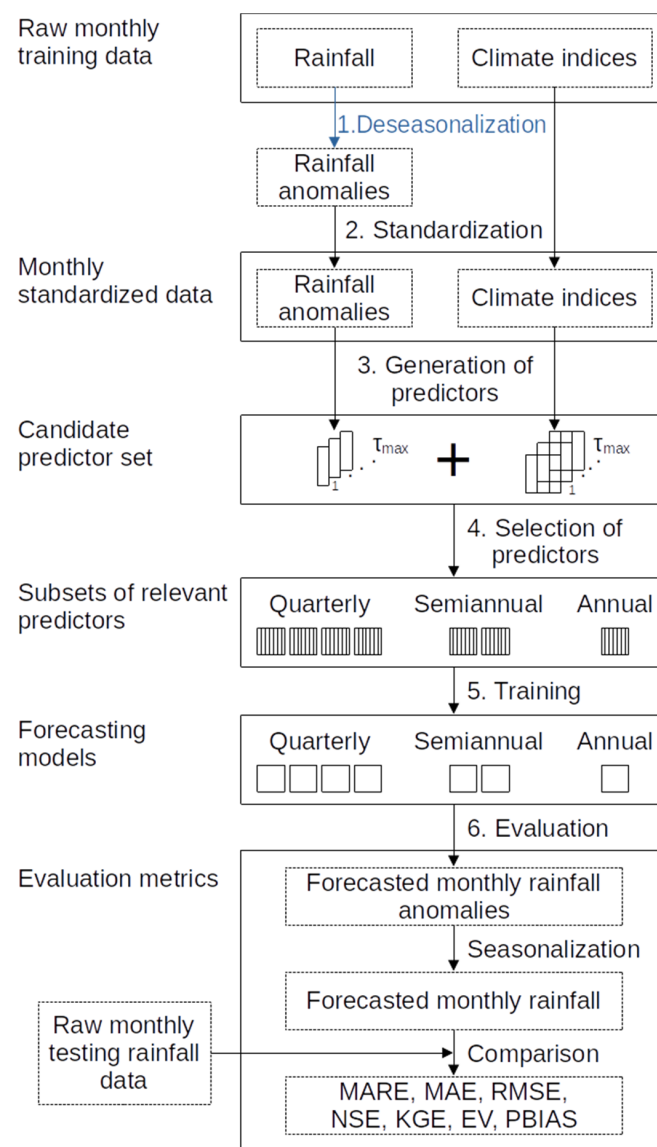 Raw monthly
training data
Rainfall
Climate indices
1.Deseasonalization
Rainfall
anomalies
2. Standardization
Monthly
standardized data
Rainfall
anomalies
Climate indices
3. Generation of
predictors
Candidate
predictor set
1
τmax
+
1
τmax
4. Selection of
predictors
Subsets of relevant
predictors
Quarterly
Semiannual
Annual
5. Training
Forecasting
models
Quarterly
Semiannual
Annual
6. Evaluation
Evaluation metrics
Forecasted monthly rainfall
anomalies
Seasonalization
Forecasted monthly rainfall
Raw monthly
testing rainfall
data
Comparison
MARE, MAE, RMSE,
NSE, KGE, EV, PBIAS